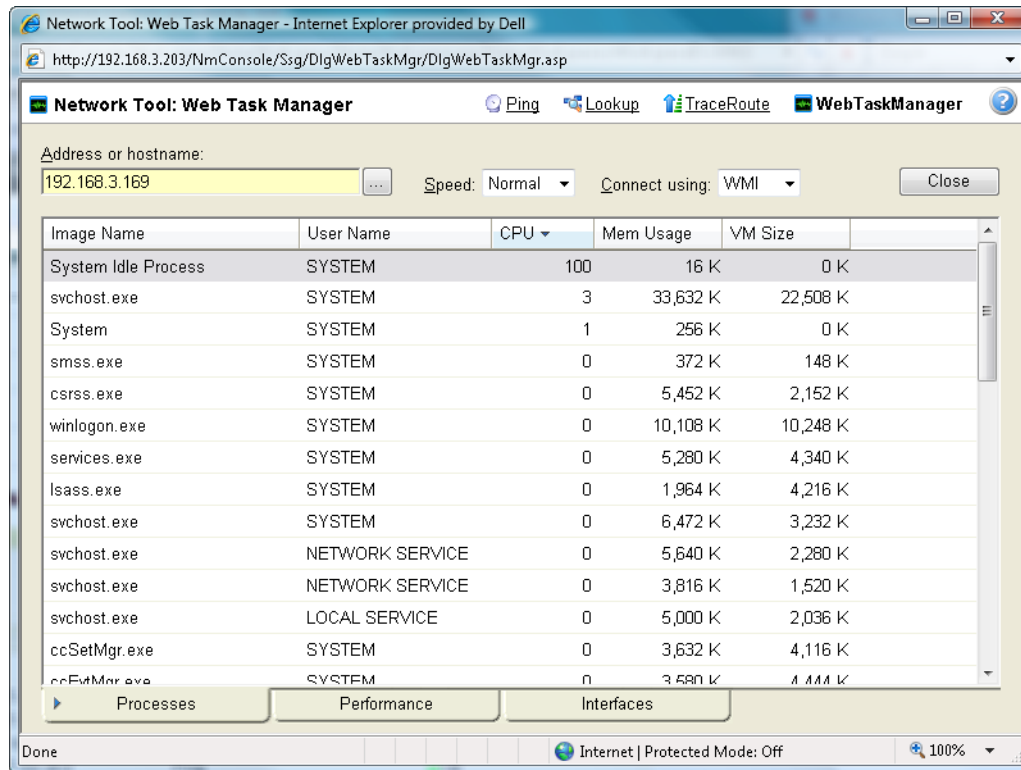 Network Tool: Web Task Manager - Internet Explorer provided by Dell
http://192.168.3.203/NmConsole/Ssg/DlgWebTaskMgr/DlgWebTaskMgr.asp
Network Tool: Web Task Manager Ping Lookup TraceRoute WebTaskManager ?
Address or hostname:
192.168.3.169 ... Speed: Normal Connect using: WMI Close
Image Name User Name CPU Mem Usage VM Size
System Idle Process SYSTEM 100 16 K 0 K
svchost.exe SYSTEM 3 33,632 K 22,508 K
System SYSTEM 1 256 K 0 K
smss.exe SYSTEM 0 372 K 148 K
csrss.exe SYSTEM 0 5,452 K 2,152 K
winlogon.exe SYSTEM 0 10,108 K 10,248 K
services.exe SYSTEM 0 5,280 K 4,340 K
lsass.exe SYSTEM 0 1,964 K 4,216 K
svchost.exe SYSTEM 0 6,472 K 3,232 K
svchost.exe NETWORK SERVICE 0 5,640 K 2,280 K
svchost.exe NETWORK SERVICE 0 3,816 K 1,520 K
svchost.exe LOCAL SERVICE 0 5,000 K 2,036 K
ccSetMgr.exe SYSTEM 0 3,632 K 4,116 K
ccEvtMgr.exe SYSTEM 0 3,580 K 4,444 K
Processes Performance Interfaces
Done Internet | Protected Mode: Off 100%